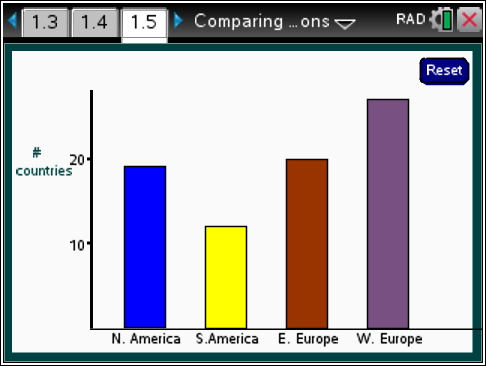 1.3 1.4 1.5 Comparing ...ons RAD
Reset
#
countries
20
10
N. America S.America E. Europe W. Europe